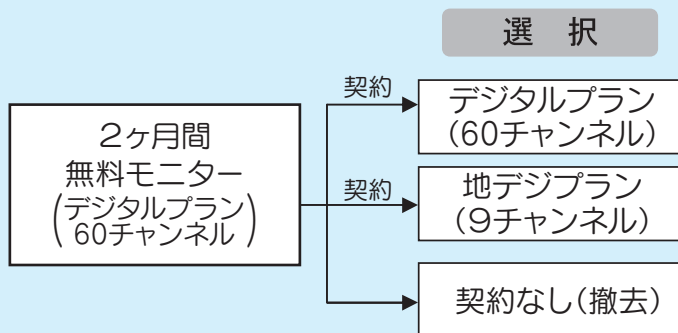 選 択
2ヶ月間
無料モニター
(デジタルプラン
60チャンネル)
契約
デジタルプラン
(60チャンネル)
契約
地デジプラン
(9チャンネル)
契約なし(撤去)